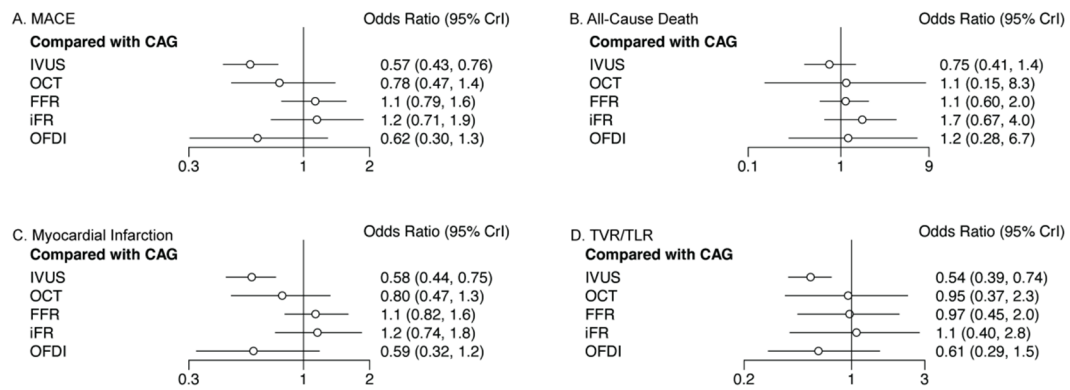 A. MACE Odds Ratio (95% CrI)
Compared with CAG
IVUS 0.57 (0.43, 0.76)
OCT 0.78 (0.47, 1.4)
FFR 1.1 (0.79, 1.6)
iFR 1.2 (0.71, 1.9)
OFDI 0.62 (0.30, 1.3)
0.3 1 2
B. All-Cause Death Odds Ratio (95% CrI)
Compared with CAG
IVUS 0.75 (0.41, 1.4)
OCT 1.1 (0.15, 8.3)
FFR 1.1 (0.60, 2.0)
iFR 1.7 (0.67, 4.0)
OFDI 1.2 (0.28, 6.7)
0.1 1 9
C. Myocardial Infarction Odds Ratio (95% CrI)
Compared with CAG
IVUS 0.58 (0.44, 0.75)
OCT 0.80 (0.47, 1.3)
FFR 1.1 (0.82, 1.6)
iFR 1.2 (0.74, 1.8)
OFDI 0.59 (0.32, 1.2)
0.3 1 2
D. TVR/TLR Odds Ratio (95% CrI)
Compared with CAG
IVUS 0.54 (0.39, 0.74)
OCT 0.95 (0.37, 2.3)
FFR 0.97 (0.45, 2.0)
iFR 1.1 (0.40, 2.8)
OFDI 0.61 (0.29, 1.5)
0.2 1 3